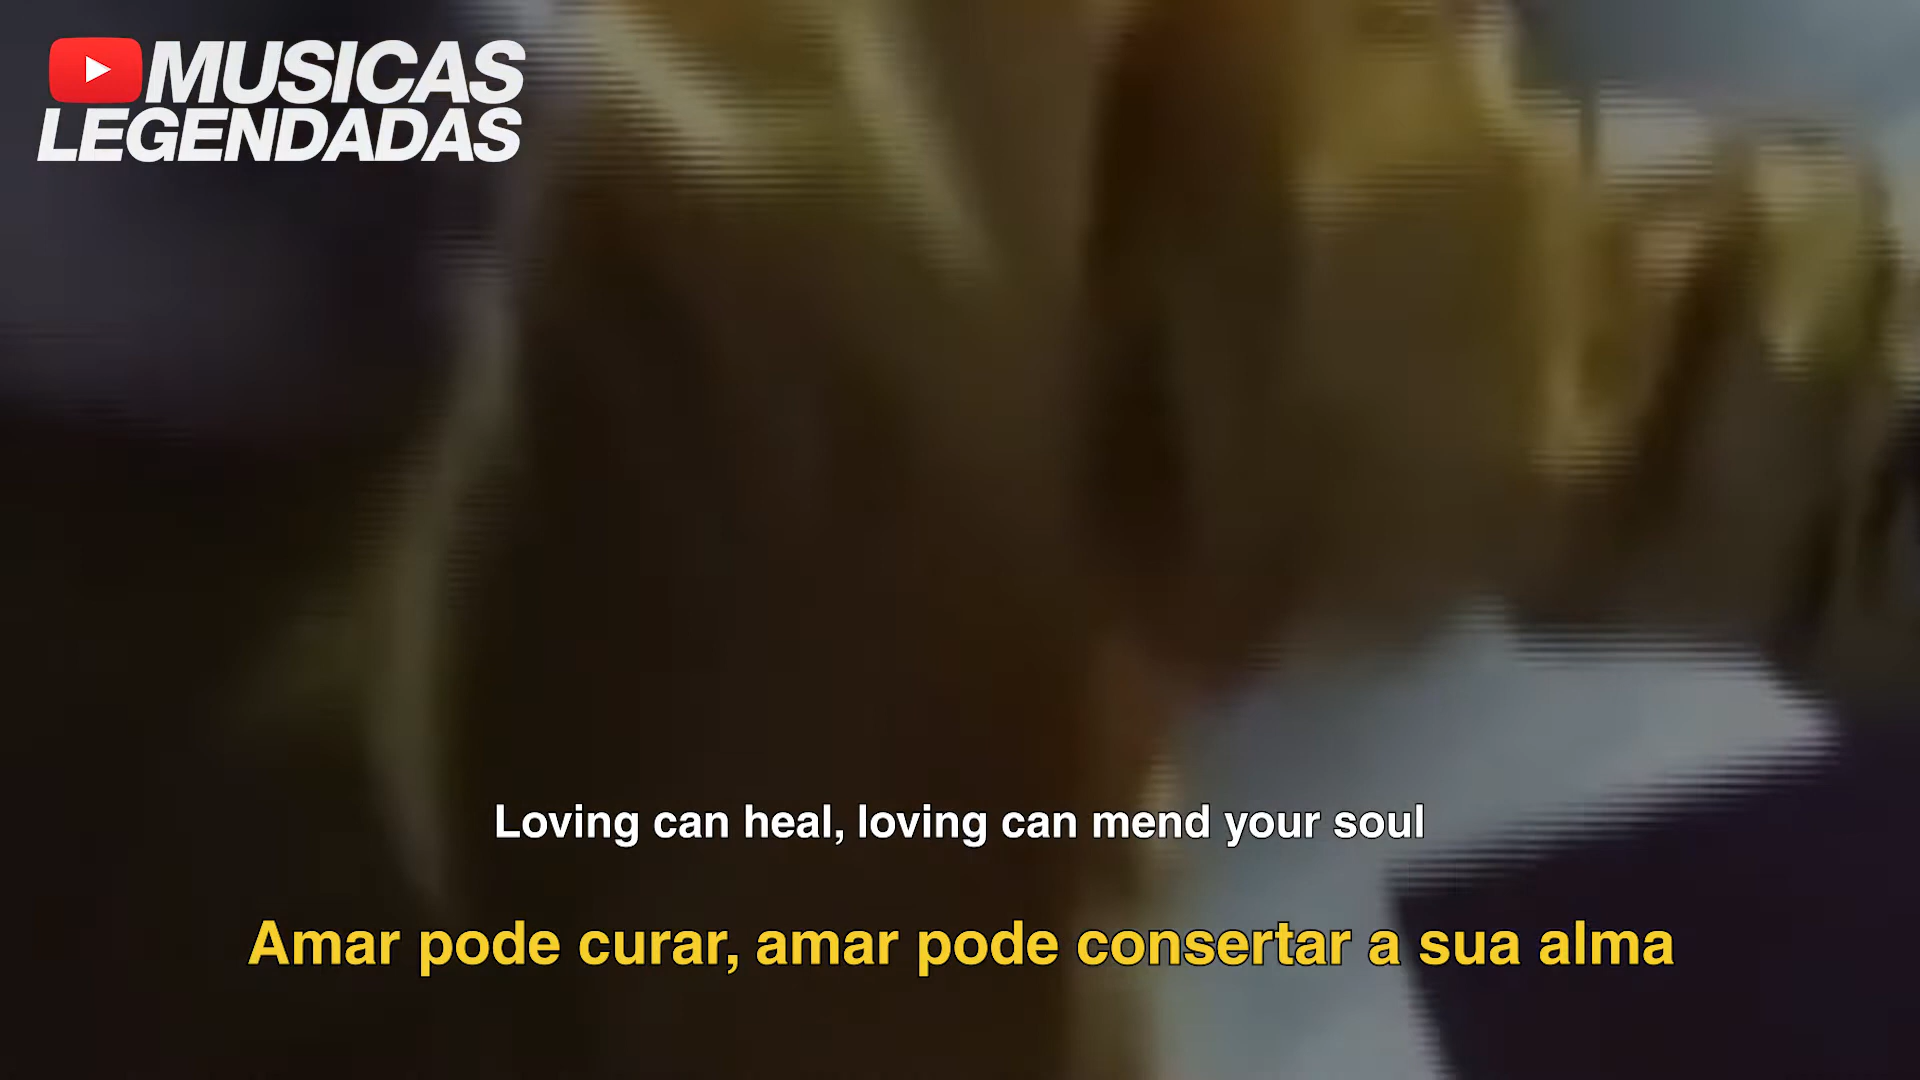 MUSICAS
LEGENDADAS
Loving can heal, loving can mend your soul
Amar pode curar, amar pode consertar a sua alma